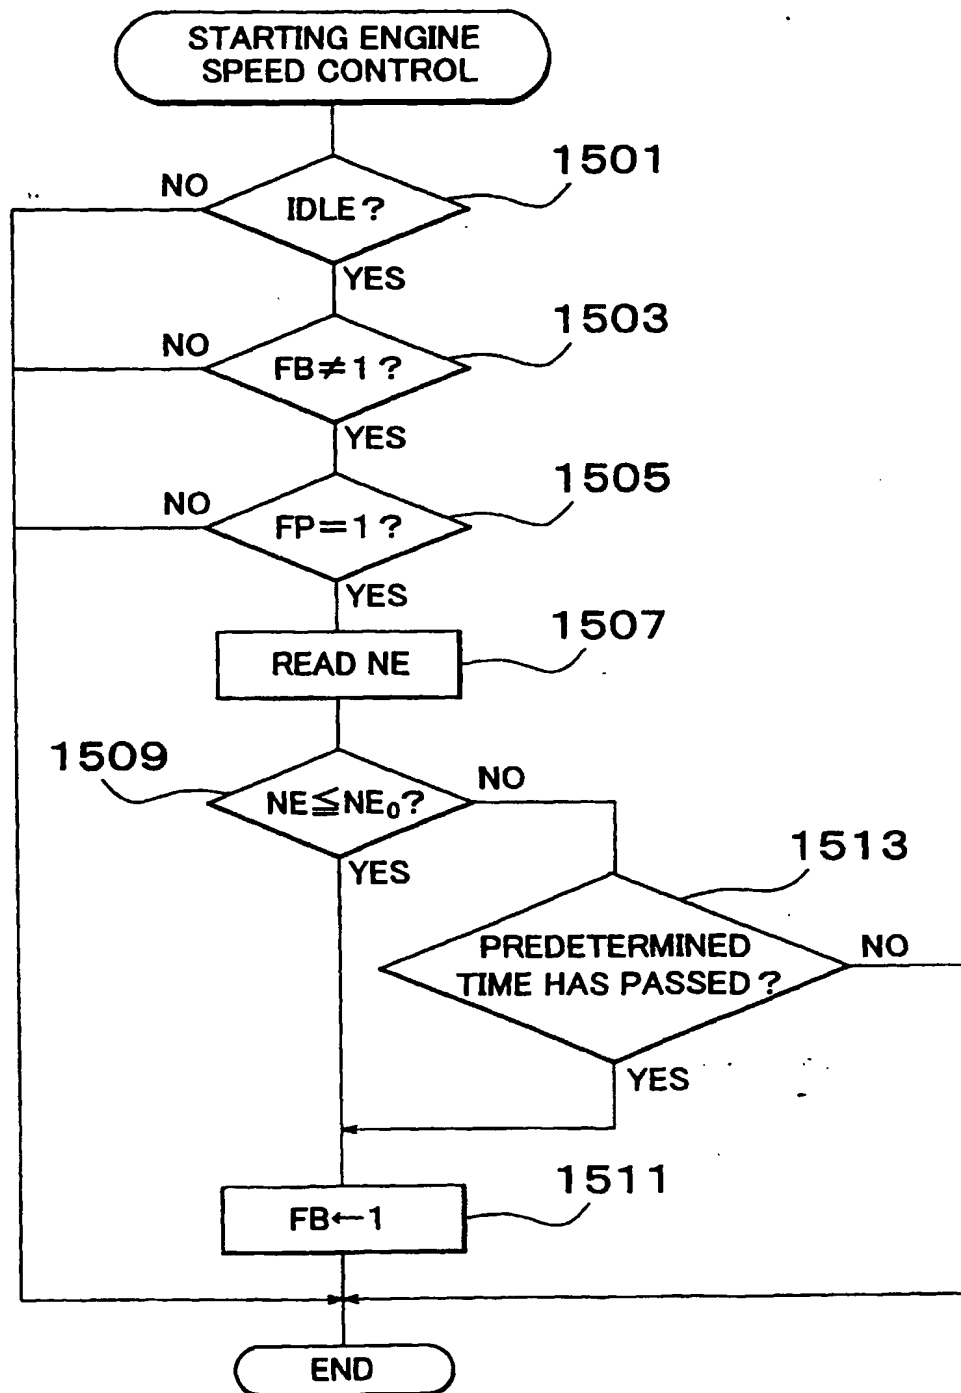 STARTING ENGINE
SPEED CONTROL
1501
NO
IDLE ?
YES
1503
NO
FB≠1 ?
YES
1505
NO
FP=1 ?
YES
1507
READ NE
1509
NE≦NE₀?
NO
YES
1513
PREDETERMINED
TIME HAS PASSED ?
NO
YES
1511
FB←1
END